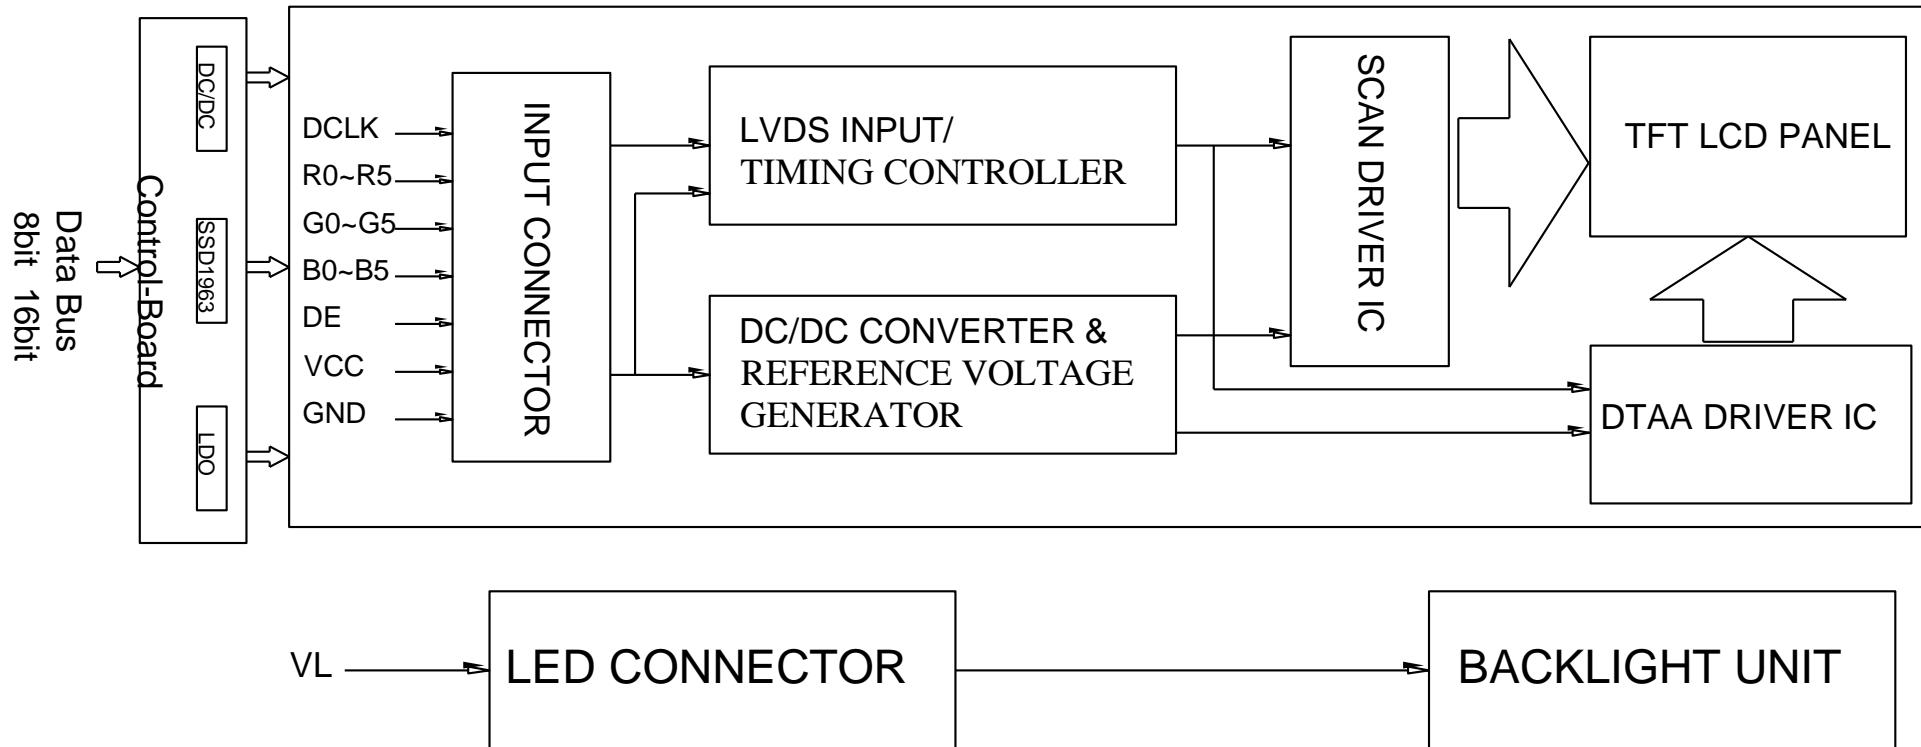 Data Bus
8bit 16bit
Control-Board
DC/DC
SSD1963
LDO
DCLK
R0~R5
G0~G5
B0~B5
DE
VCC
GND
INPUT CONNECTOR
LVDS INPUT/
TIMING CONTROLLER
DC/DC CONVERTER &
REFERENCE VOLTAGE
GENERATOR
SCAN DRIVER IC
TFT LCD PANEL
DTAA DRIVER IC
VL
LED CONNECTOR
BACKLIGHT UNIT